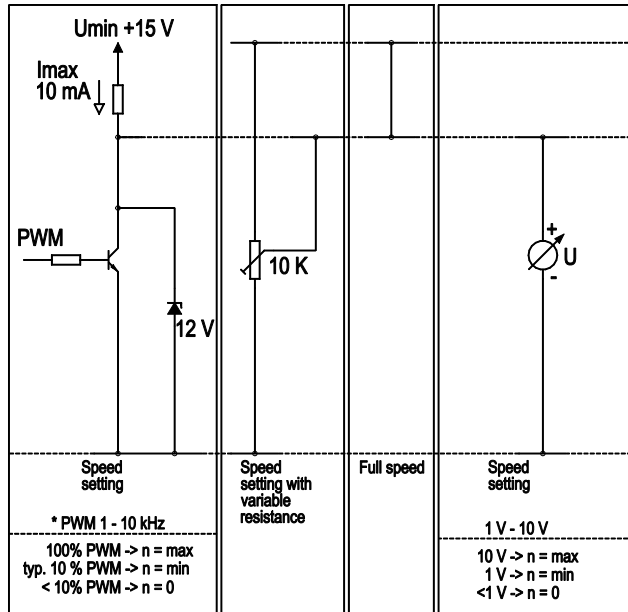 Umin +15 V
Imax
10 mA
PWM
12 V
10 K
+
U
-
Speed
setting
Speed
setting with
variable
resistance
Full speed
Speed
setting
* PWM 1 - 10 kHz
100% PWM -> n = max
typ. 10 % PWM -> n = min
< 10% PWM -> n = 0
1 V - 10 V
10 V -> n = max
1 V -> n = min
<1 V -> n = 0